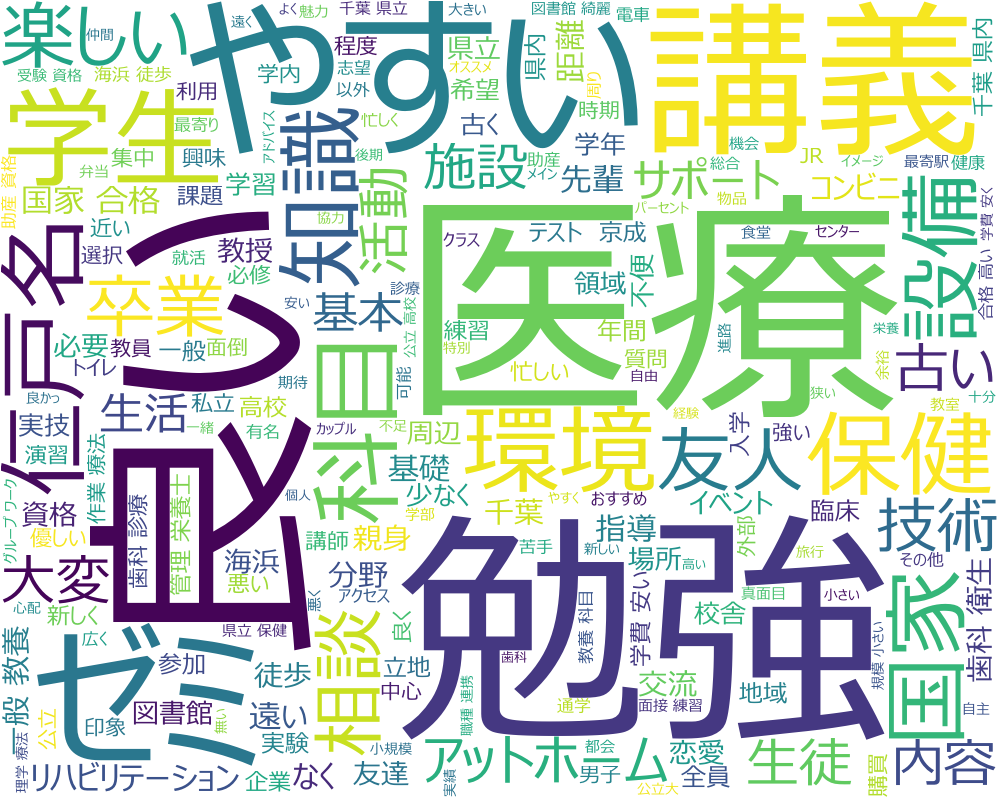 楽しい
仲間
よく
魅力
千葉 県立
大きい
図書館 綺麗
電車
やすい
講義
受験 資格
海浜 徒歩
程度
県立
オススメ
周り
県内
距離
千葉 県内
学内
志望
以外
希望
時期
利用
学生
最寄り
アドバイス
忙しく
古く
学年
機会
JR
イメージ
弁当
集中
興味
知識
後期
施設
助産
メイン
先輩
総合
最寄駅
健康
助産 資格
国家 合格
課題
学習
活動
協力
サポート
パーセント
物品
コンビニ
設備
合格 高い
学費 安く
近い
選択
就活
教授
必修
クラス
テスト
京成
食堂
センター
医療
仁戸名
卒業
良い
安い
診療
領域
不便
基本
公立 高校
練習
特別
年間
進路
栄養
必要
教員
一般
面倒
忙しい
質問
自由
余裕
古い
トイレ
期待
可能
科目
狭い
教室
十分
良かっ
実技
生活
私立
高校
一緒
有名
カップル
不足
周辺
環境
友人
経験
入学
強い
保健
演習
作業 療法
グループ ワーク
資格
管理 栄養士
歯科 診療
個人
基礎
少なく
やすく
学部
千葉
おすすめ
イベント
臨床
技術
優しい
海浜
講師
親身
苦手
指導
外部
旅行
その他
大変
悪い
分野
アクセス
新しい
場所
高い
真面目
小さい
歯科 衛生
心配
新しく
悪く
勉強
校舎
規模 小さい
国家
広く
県立 保健
相談
良く
歯科
教養 科目
学費 安い
一般 教養
ゼミ
参加
徒歩
立地
中心
職種 連携
通学
面接 練習
交流
地域
自主
公立
印象
無い
図書館
遠い
実験
小規模
アットホーム
都会
恋愛
生徒
内容
理学 療法
リハビリテーション
企業
なく
友達
実績
男子
全員
公立大
購買